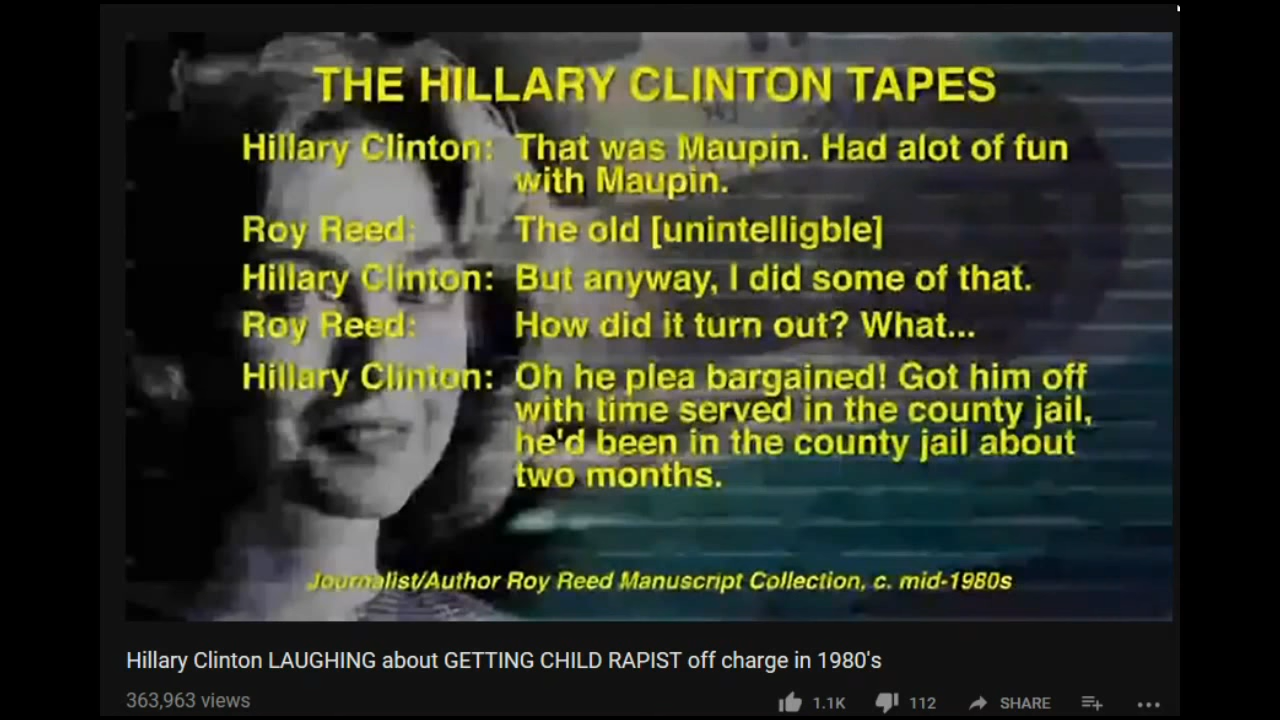 THE HILLARY CLINTON TAPES
Hillary Clinton: That was Maupin. Had alot of fun
with Maupin.
Roy Reed: The old [unintelligble]
Hillary Clinton: But anyway, I did some of that.
Roy Reed: How did it turn out? What...
Hillary Clinton: Oh he plea bargained! Got him off
with time served in the county jail,
he'd been in the county jail about
two months.
Journalist/Author Roy Reed Manuscript Collection, c. mid-1980s
Hillary Clinton LAUGHING about GETTING CHILD RAPIST off charge in 1980's
363,963 views 1.1K 112 SHARE